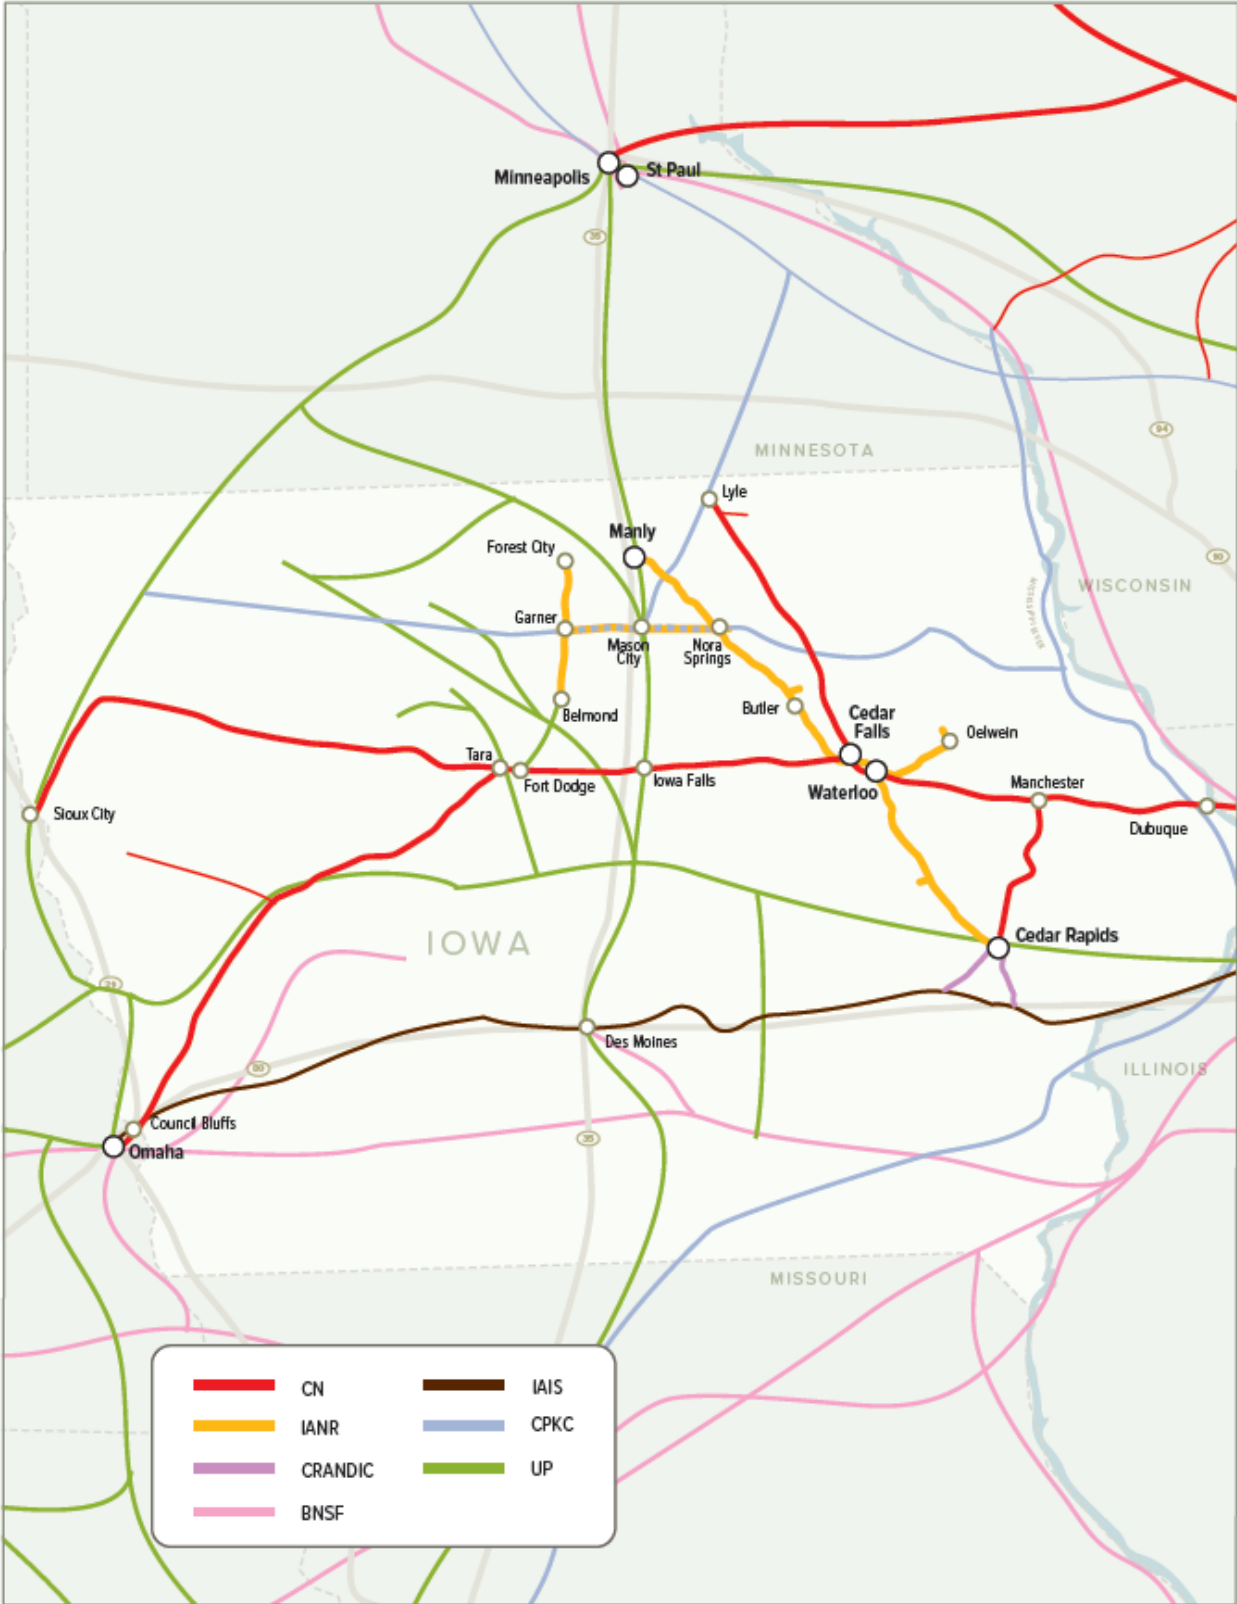 Minneapolis
St Paul
35
MINNESOTA
94
Lyle
Manly
Forest City
90
WISCONSIN
MISSISSIPPI RIVER
Garner
Mason
City
Nora
Springs
Belmond
Butler
Cedar
Falls
Oelwein
Tara
Fort Dodge
Iowa Falls
Waterloo
Manchester
Sioux City
Dubuque
IOWA
Cedar Rapids
29
Des Moines
80
ILLINOIS
Council Bluffs
Omaha
35
MISSOURI
CN
IAIS
IANR
CPKC
CRANDIC
UP
BNSF